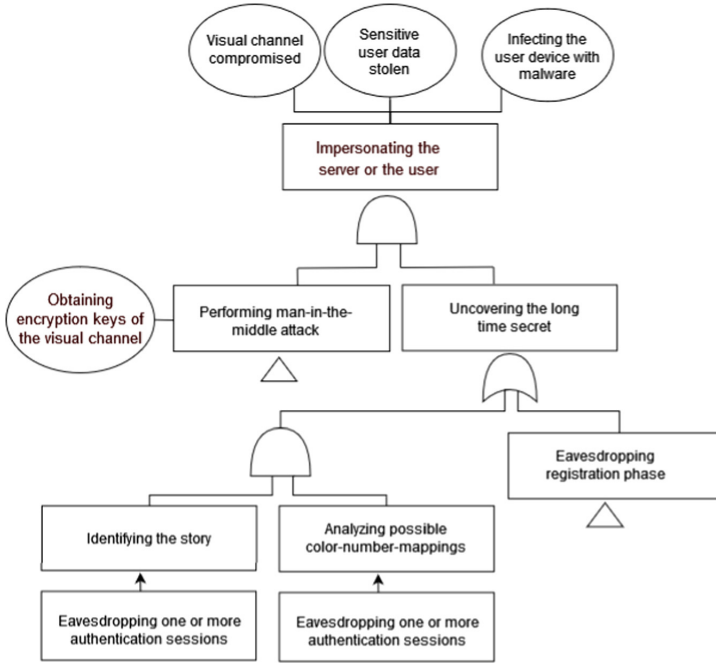 Visual channel
compromised
Sensitive
user data
stolen
Infecting the
user device with
malware
Impersonating the
server or the user
Obtaining
encryption keys of
the visual channel
Performing man-in-the-
middle attack
Uncovering the long
time secret
Eavesdropping
registration phase
Identifying the story
Analyzing possible
color-number-mappings
Eavesdropping one or more
authentication sessions
Eavesdropping one or more
authentication sessions